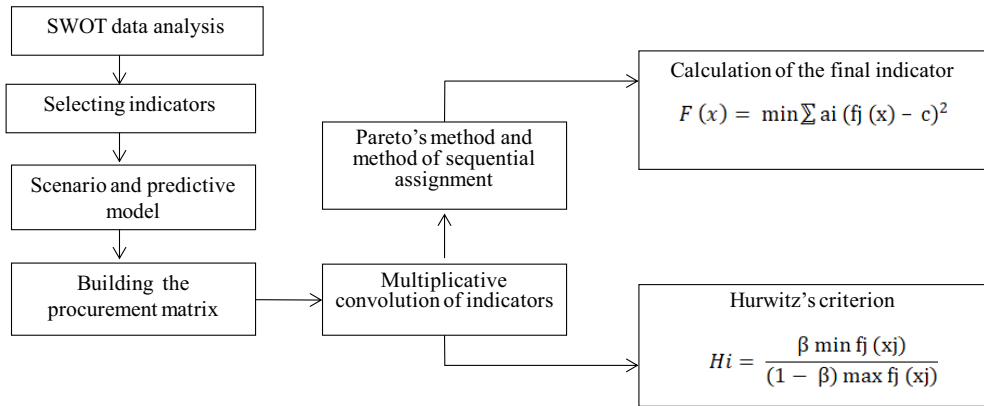 SWOT data analysis
Selecting indicators
Scenario and predictive
model
Building the
procurement matrix
Multiplicative
convolution of indicators
Pareto's method and
method of sequential
assignment
Calculation of the final indicator
F (x) = min ∑ ai (fj (x) − c)²
Hurwitz's criterion
Hi = β min fj (xj) / (1 − β) max fj (xj)